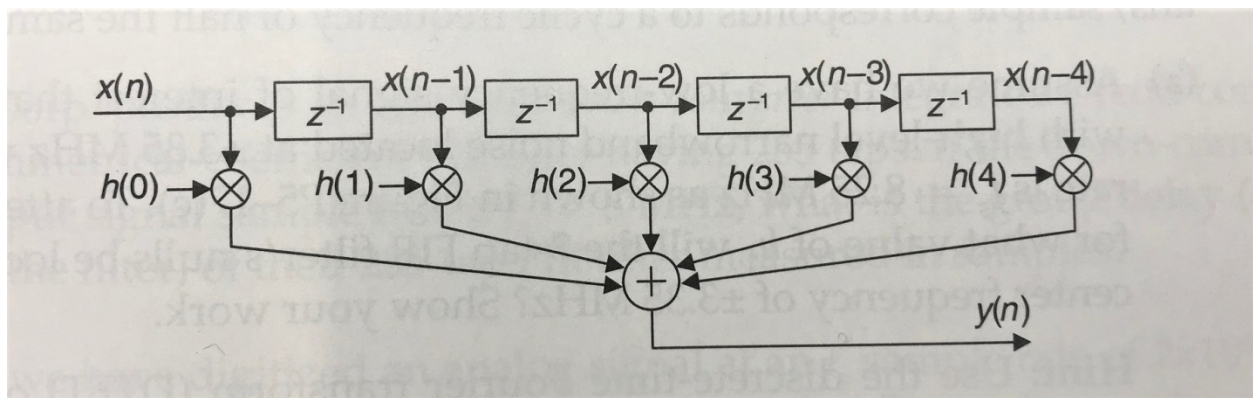 x(n) x(n−1) x(n−2) x(n−3) x(n−4)
z⁻¹ z⁻¹ z⁻¹ z⁻¹
h(0) h(1) h(2) h(3) h(4)
+
y(n)